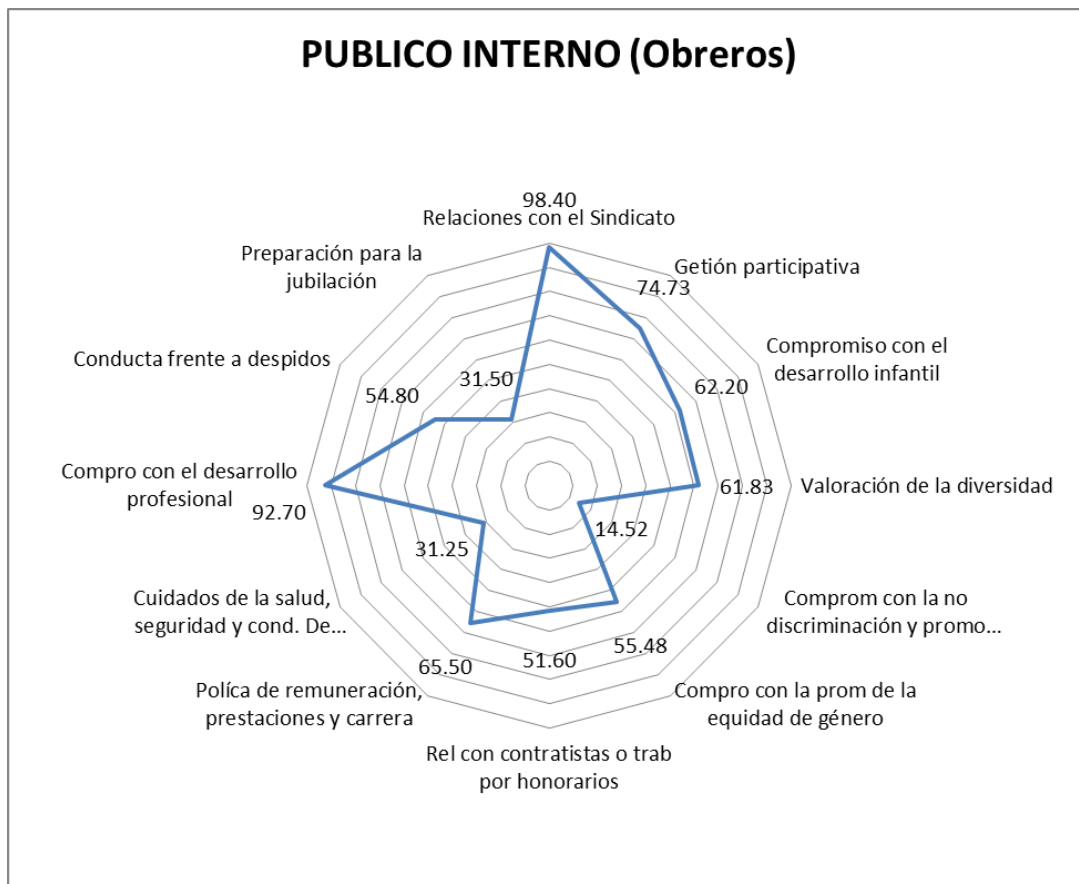 PUBLICO INTERNO (Obreros)
98.40
Relaciones con el Sindicato
Getión participativa
74.73
Compromiso con el
desarrollo infantil
62.20
Valoración de la diversidad
61.83
Comprom con la no
discriminación y promo...
14.52
Compro con la prom de la
equidad de género
55.48
Rel con contratistas o trab
por honorarios
51.60
Políca de remuneración,
prestaciones y carrera
65.50
Cuidados de la salud,
seguridad y cond. De...
31.25
Compro con el desarrollo
profesional
92.70
Conducta frente a despidos
54.80
Preparación para la
jubilación
31.50